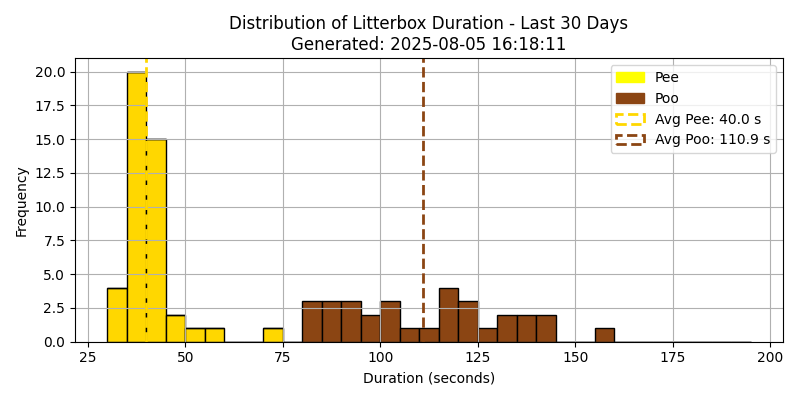 Distribution of Litterbox Duration - Last 30 Days
Generated: 2025-08-05 16:18:11
Pee
Poo
Avg Pee: 40.0 s
Avg Poo: 110.9 s
Frequency
20.0
17.5
15.0
12.5
10.0
7.5
5.0
2.5
0.0
25 50 75 100 125 150 175 200
Duration (seconds)